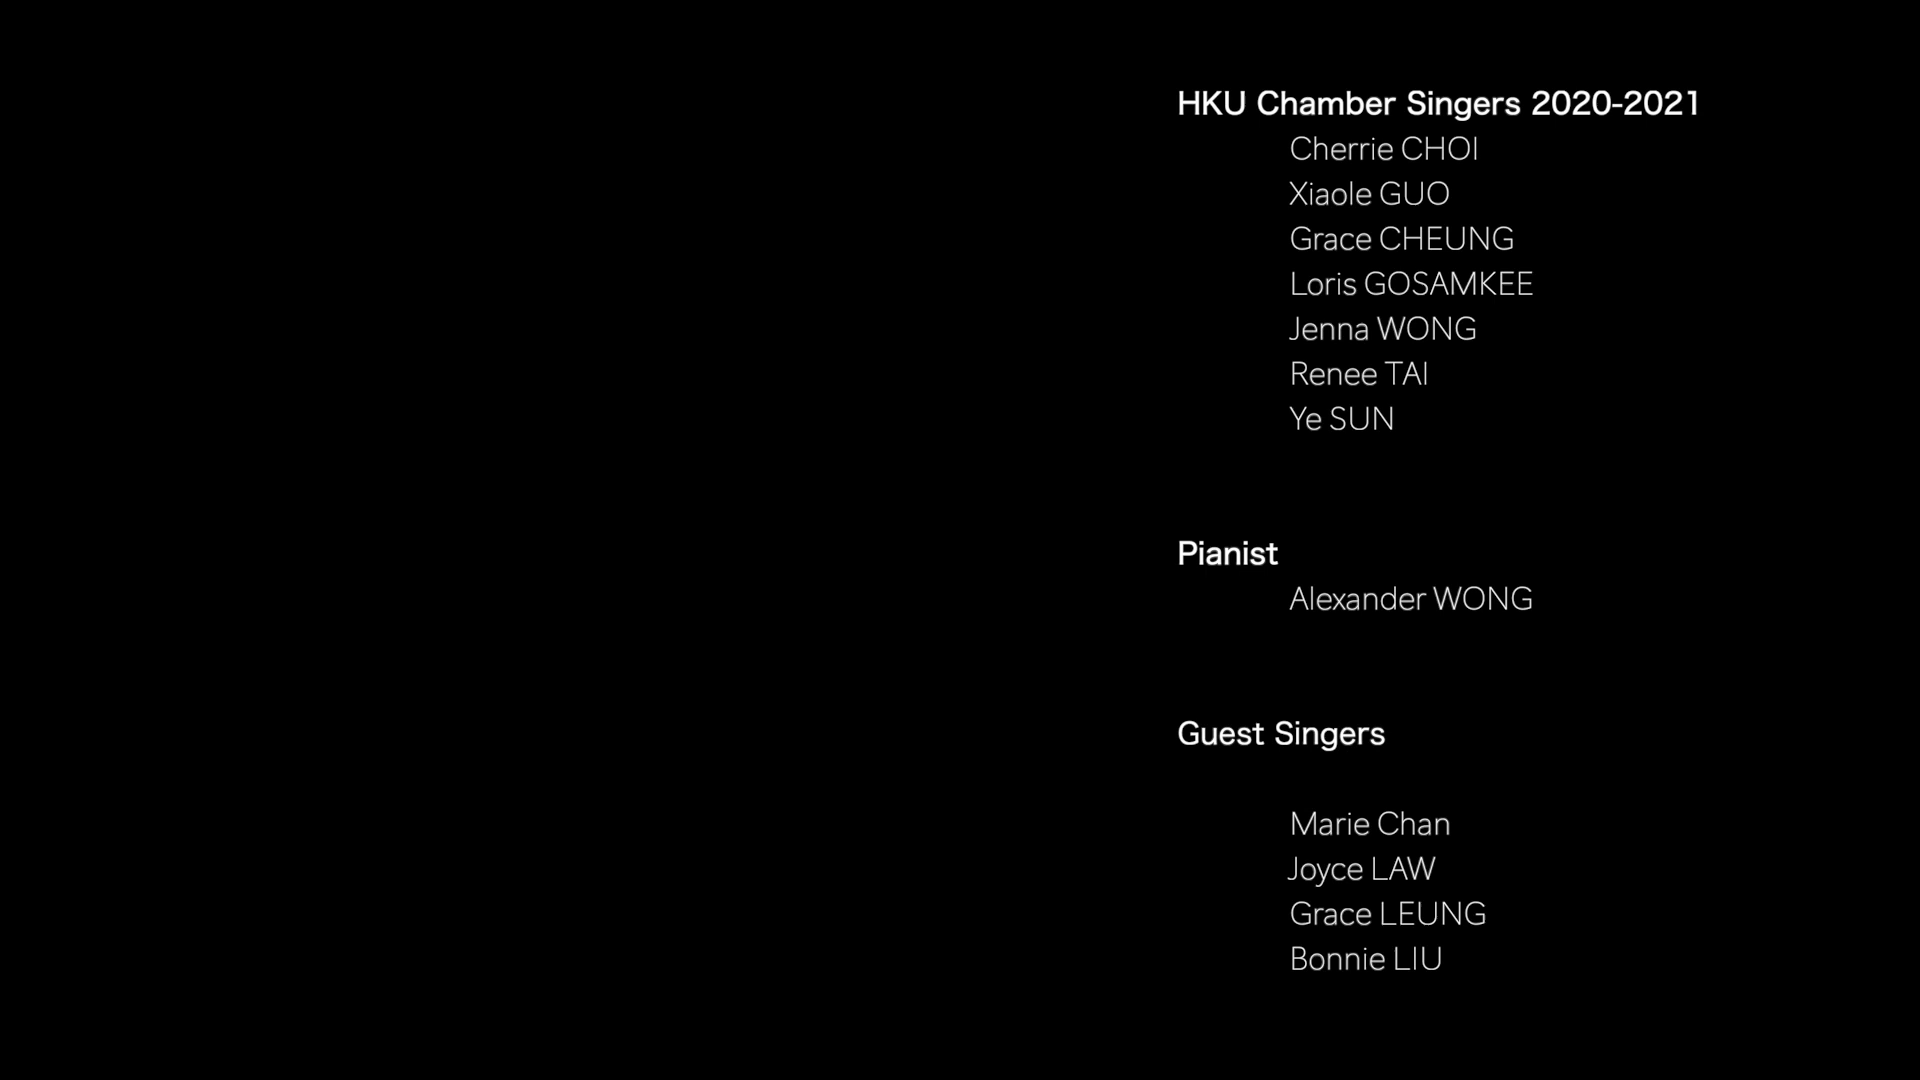 HKU Chamber Singers 2020-2021
Cherrie CHOI
Xiaole GUO
Grace CHEUNG
Loris GOSAMKEE
Jenna WONG
Renee TAI
Ye SUN
Pianist
Alexander WONG
Guest Singers
Marie Chan
Joyce LAW
Grace LEUNG
Bonnie LIU